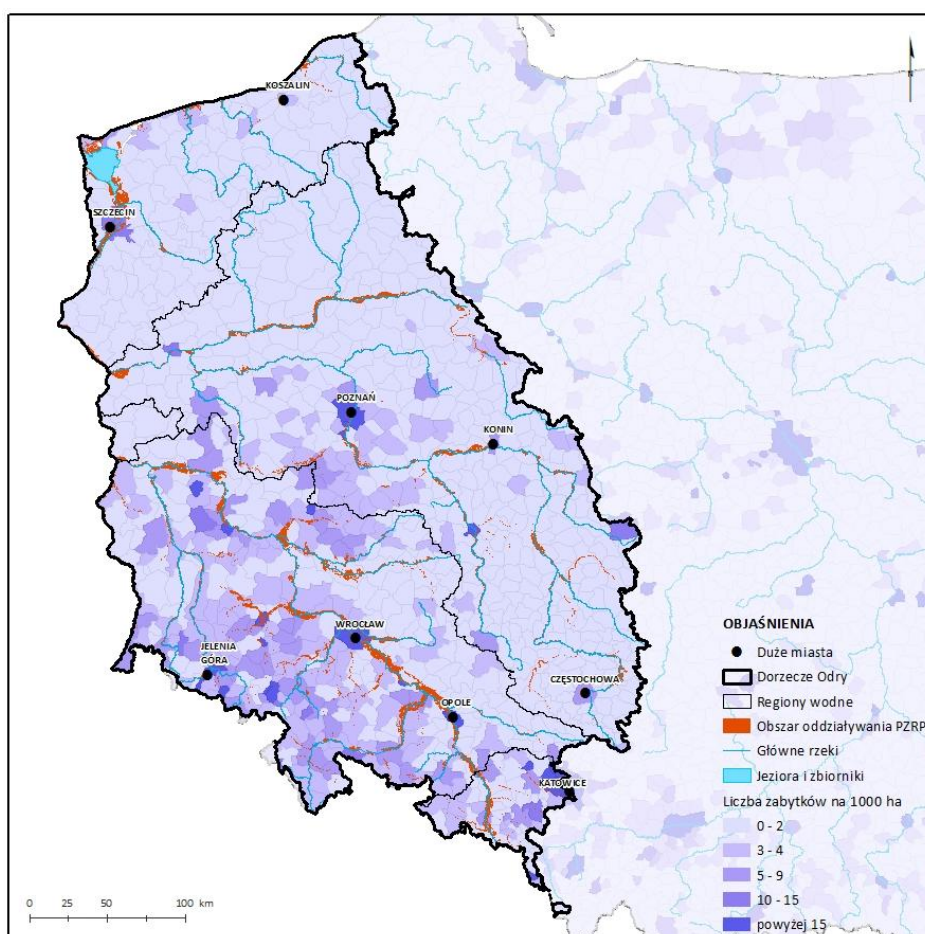 KOSZALIN
SZCZECIN
POZNAŃ
KONIN
WROCŁAW
JELENIA
GÓRA
CZĘSTOCHOWA
OPOLE
KATOWICE
N
OBJAŚNIENIA
Duże miasta
Dorzecze Odry
Regiony wodne
Obszar oddziaływania PZRP
Główne rzeki
Jeziora i zbiorniki
Liczba zabytków na 1000 ha
0 - 2
3 - 4
5 - 9
10 - 15
powyżej 15
0 25 50 100 km